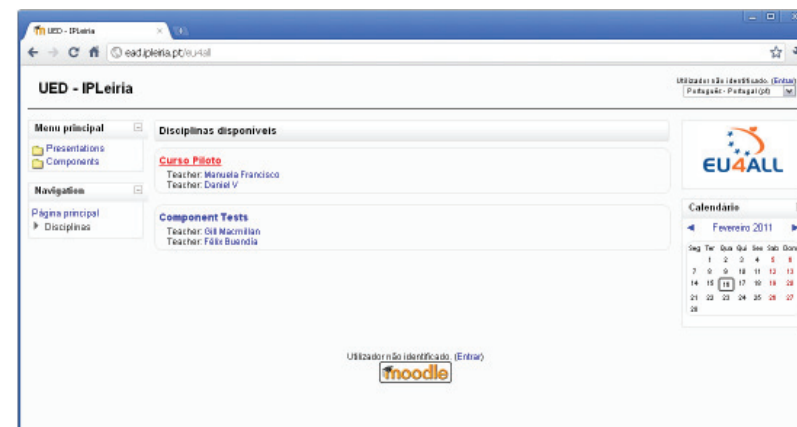 UED - IPLeiria
ead.ipleiria.pt/eu4all
UED - IPLeiria
Utilizador não identificado. (Entrar)
Português - Portugal (pt)
Menu principal
Presentations
Components
Navigation
Página principal
Disciplinas
Disciplinas disponíveis
Curso Piloto
Teacher: Manuela Francisco
Teacher: Daniel V
Component Tests
Teacher: Gill Macmillan
Teacher: Félix Buendia
EU4ALL
Calendário
Fevereiro 2011
Seg Ter Qua Qui Sex Sab Dom
1 2 3 4 5 6
7 8 9 10 11 12 13
14 15 16 17 18 19 20
21 22 23 24 25 26 27
28
Utilizador não identificado. (Entrar)
moodle